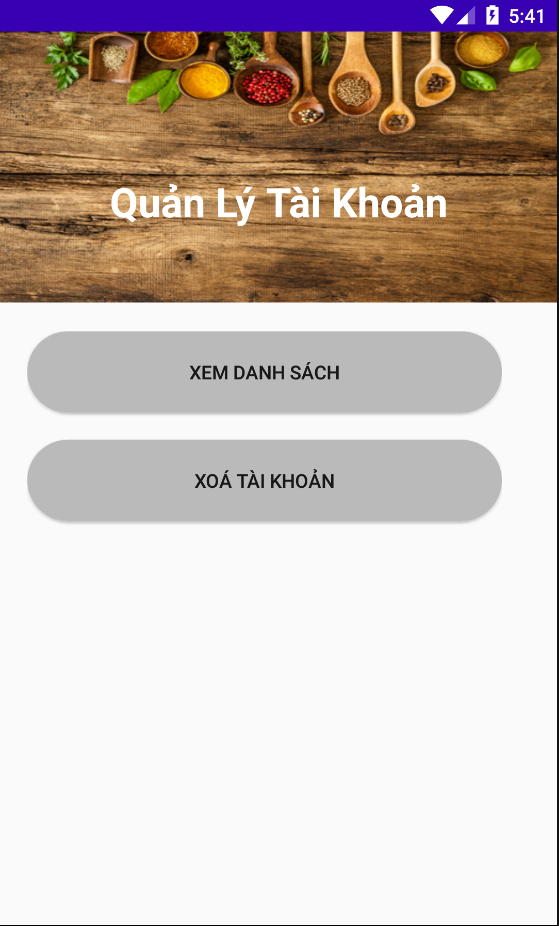 5:41
Quản Lý Tài Khoản
XEM DANH SÁCH
XOÁ TÀI KHOẢN